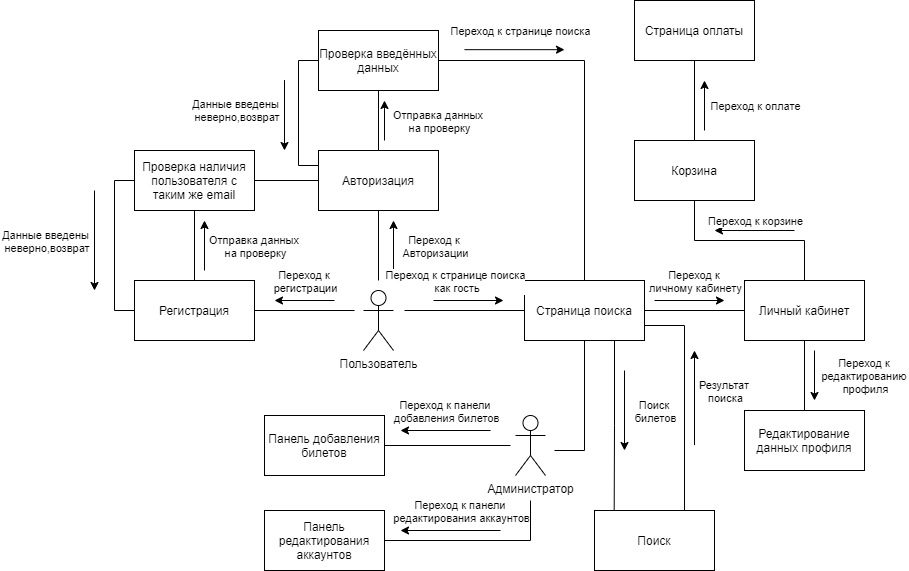 Переход к странице поиска
Страница оплаты
Проверка введённых
данных
Данные введены
неверно,возврат
Отправка данных
на проверку
Переход к оплате
Проверка наличия
пользователя с
таким же email
Авторизация
Корзина
Данные введены
неверно,возврат
Отправка данных
на проверку
Переход к
Авторизации
Переход к корзине
Переход к
регистрации
Переход к странице поиска
как гость
Переход к
личному кабинету
Регистрация
Страница поиска
Личный кабинет
Пользователь
Переход к
редактированию
профиля
Результат
поиска
Поиск
билетов
Переход к панели
добавления билетов
Панель добавления
билетов
Редактирование
данных профиля
Администратор
Переход к панели
редактирования аккаунтов
Панель
редактирования
аккаунтов
Поиск